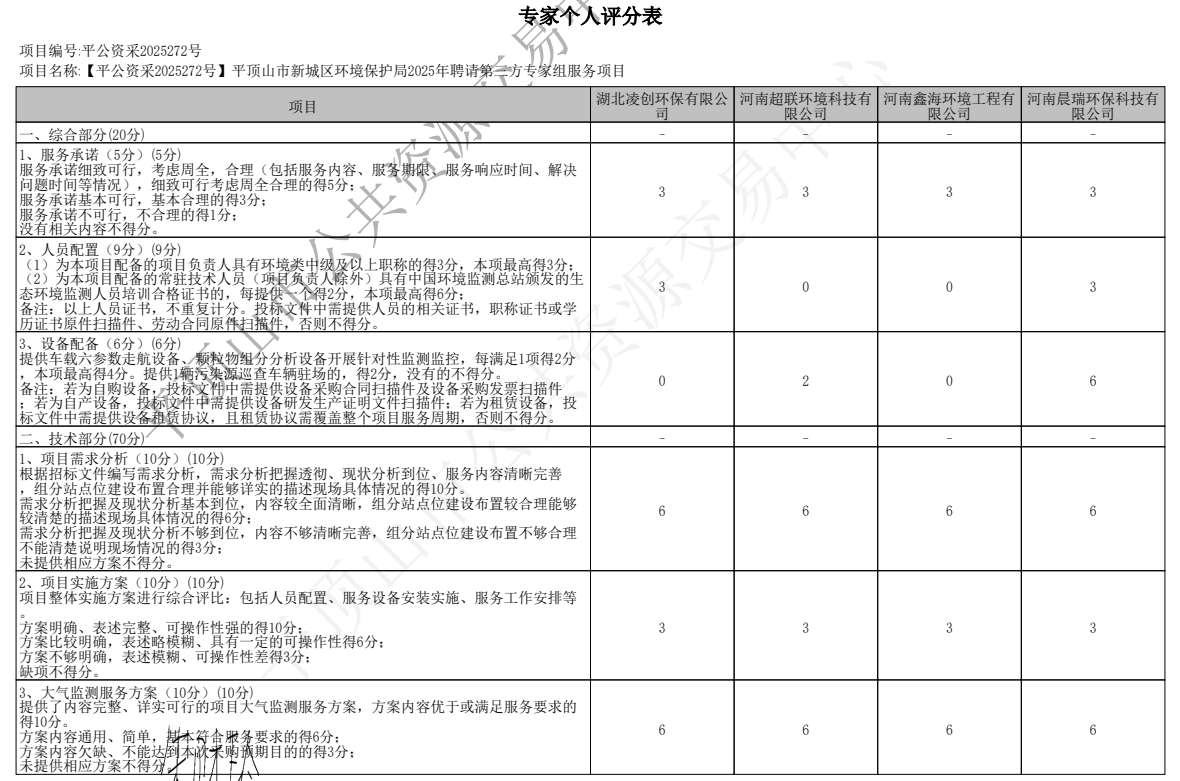 专家个人评分表
项目编号:平公资采2025272号
项目名称:【平公资采2025272号】平顶山市新城区环境保护局2025年聘请第三方专家组服务项目
项目 湖北凌创环保有限公司 河南超联环境科技有限公司 河南鑫海环境工程有限公司 河南晨瑞环保科技有限公司
一、综合部分(20分) - - - -
1、服务承诺（5分）(5分)
服务承诺细致可行，考虑周全，合理（包括服务内容、服务期限、服务响应时间、解决
问题时间等情况），细致可行考虑周全合理的得5分；
服务承诺基本可行，基本合理的得3分；
服务承诺不可行，不合理的得1分；
没有相关内容不得分。
3 3 3 3
2、人员配置（9分）(9分)
（1）为本项目配备的项目负责人具有环境类中级及以上职称的得3分，本项最高得3分；
（2）为本项目配备的常驻技术人员（项目负责人除外）具有中国环境监测总站颁发的生
态环境监测人员培训合格证书的，每提供一个得2分，本项最高得6分；
备注：以上人员证书，不重复计分。投标文件中需提供人员的相关证书，职称证书或学
历证书原件扫描件、劳动合同原件扫描件，否则不得分。
3 0 0 3
3、设备配备（6分）(6分)
提供车载六参数走航设备、颗粒物组分分析设备开展针对性监测监控，每满足1项得2分
，本项最高得4分。提供1辆污染源巡查车辆驻场的，得2分，没有的不得分。
备注：若为自购设备，投标文件中需提供设备采购合同扫描件及设备采购发票扫描件
；若为自产设备，投标文件中需提供设备研发生产证明文件扫描件；若为租赁设备，投
标文件中需提供设备租赁协议，且租赁协议需覆盖整个项目服务周期，否则不得分。
0 2 0 6
二、技术部分(70分) - - - -
1、项目需求分析（10分）(10分)
根据招标文件编写需求分析，需求分析把握透彻、现状分析到位、服务内容清晰完善
，组分站点位建设布置合理并能够详实的描述现场具体情况的得10分。
需求分析把握及现状分析基本到位，内容较全面清晰，组分站点位建设布置较合理能够
较清楚的描述现场具体情况的得6分；
需求分析把握及现状分析不够到位，内容不够清晰完善，组分站点位建设布置不够合理
不能清楚说明现场情况的得3分；
未提供相应方案不得分。
6 6 6 6
2、项目实施方案（10分）(10分)
项目整体实施方案进行综合评比：包括人员配置、服务设备安装实施、服务工作安排等
。
方案明确、表述完整、可操作性强的得10分；
方案比较明确，表述略模糊、具有一定的可操作性得6分；
方案不够明确，表述模糊、可操作性差得3分；
缺项不得分。
3 3 3 3
3、大气监测服务方案（10分）(10分)
提供了内容完整、详实可行的项目大气监测服务方案，方案内容优于或满足服务要求的
得10分。
方案内容通用、简单，基本符合服务要求的得6分；
方案内容欠缺、不能达到本次采购预期目的的得3分；
未提供相应方案不得分。
6 6 6 6
平顶山市公共资源交易中
平顶山市公共资源交易中心